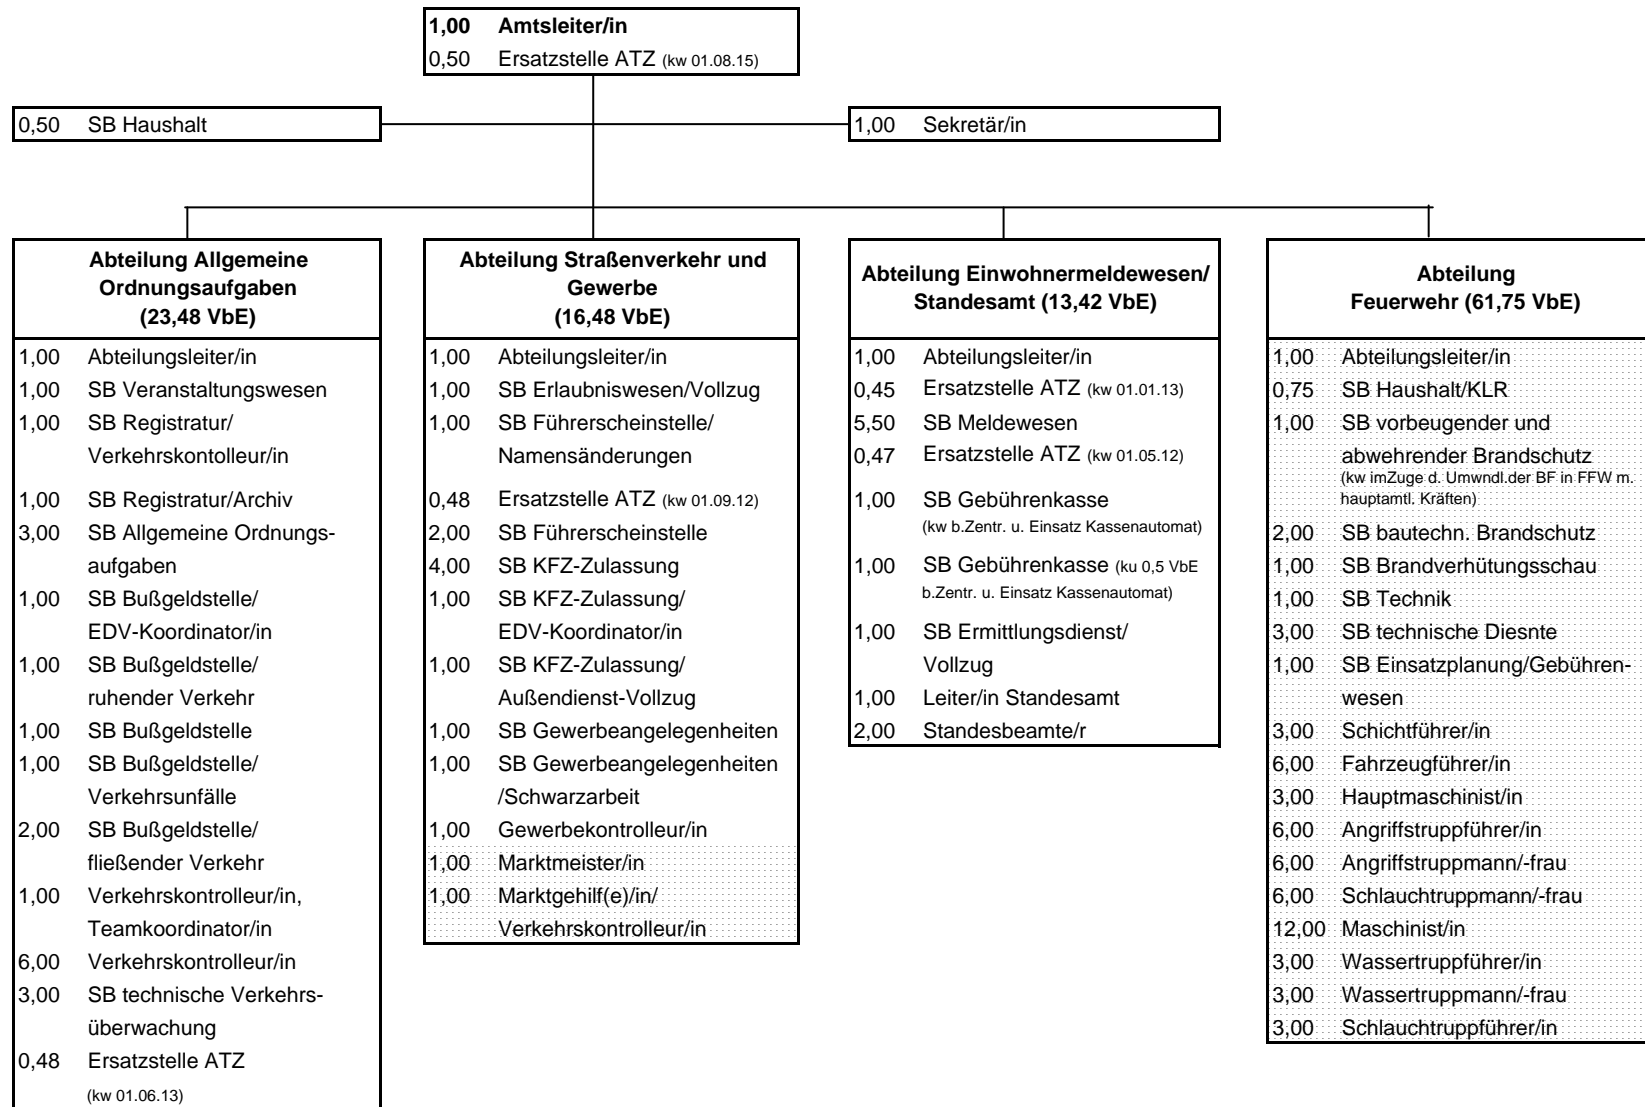 1,00 Amtsleiter/in
0,50 Ersatzstelle ATZ (kw 01.08.15)
0,50 SB Haushalt
1,00 Sekretär/in
Abteilung Allgemeine
Ordnungsaufgaben
(23,48 VbE)
1,00 Abteilungsleiter/in
1,00 SB Veranstaltungswesen
1,00 SB Registratur/
Verkehrskontolleur/in
1,00 SB Registratur/Archiv
3,00 SB Allgemeine Ordnungs-
aufgaben
1,00 SB Bußgeldstelle/
EDV-Koordinator/in
1,00 SB Bußgeldstelle/
ruhender Verkehr
1,00 SB Bußgeldstelle
1,00 SB Bußgeldstelle/
Verkehrsunfälle
2,00 SB Bußgeldstelle/
fließender Verkehr
1,00 Verkehrskontrolleur/in,
Teamkoordinator/in
6,00 Verkehrskontrolleur/in
3,00 SB technische Verkehrs-
überwachung
0,48 Ersatzstelle ATZ
(kw 01.06.13)
Abteilung Straßenverkehr und
Gewerbe
(16,48 VbE)
1,00 Abteilungsleiter/in
1,00 SB Erlaubniswesen/Vollzug
1,00 SB Führerscheinstelle/
Namensänderungen
0,48 Ersatzstelle ATZ (kw 01.09.12)
2,00 SB Führerscheinstelle
4,00 SB KFZ-Zulassung
1,00 SB KFZ-Zulassung/
EDV-Koordinator/in
1,00 SB KFZ-Zulassung/
Außendienst-Vollzug
1,00 SB Gewerbeangelegenheiten
1,00 SB Gewerbeangelegenheiten
/Schwarzarbeit
1,00 Gewerbekontrolleur/in
1,00 Marktmeister/in
1,00 Marktgehilf(e)/in/
Verkehrskontrolleur/in
Abteilung Einwohnermeldewesen/
Standesamt (13,42 VbE)
1,00 Abteilungsleiter/in
0,45 Ersatzstelle ATZ (kw 01.01.13)
5,50 SB Meldewesen
0,47 Ersatzstelle ATZ (kw 01.05.12)
1,00 SB Gebührenkasse
(kw b.Zentr. u. Einsatz Kassenautomat)
1,00 SB Gebührenkasse (ku 0,5 VbE
b.Zentr. u. Einsatz Kassenautomat)
1,00 SB Ermittlungsdienst/
Vollzug
1,00 Leiter/in Standesamt
2,00 Standesbeamte/r
Abteilung
Feuerwehr (61,75 VbE)
1,00 Abteilungsleiter/in
0,75 SB Haushalt/KLR
1,00 SB vorbeugender und
abwehrender Brandschutz
(kw imZuge d. Umwndl.der BF in FFW m.
hauptamtl. Kräften)
2,00 SB bautechn. Brandschutz
1,00 SB Brandverhütungsschau
1,00 SB Technik
3,00 SB technische Diesnte
1,00 SB Einsatzplanung/Gebühren-
wesen
3,00 Schichtführer/in
6,00 Fahrzeugführer/in
3,00 Hauptmaschinist/in
6,00 Angriffstruppführer/in
6,00 Angriffstruppmann/-frau
6,00 Schlauchtruppmann/-frau
12,00 Maschinist/in
3,00 Wassertruppführer/in
3,00 Wassertruppmann/-frau
3,00 Schlauchtruppführer/in